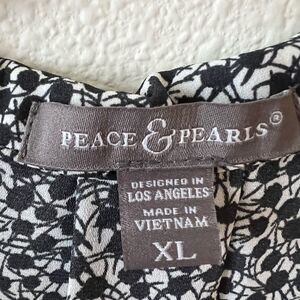 PEACE & PEARLS®
DESIGNED IN
LOS ANGELES
MADE IN
VIETNAM
XL